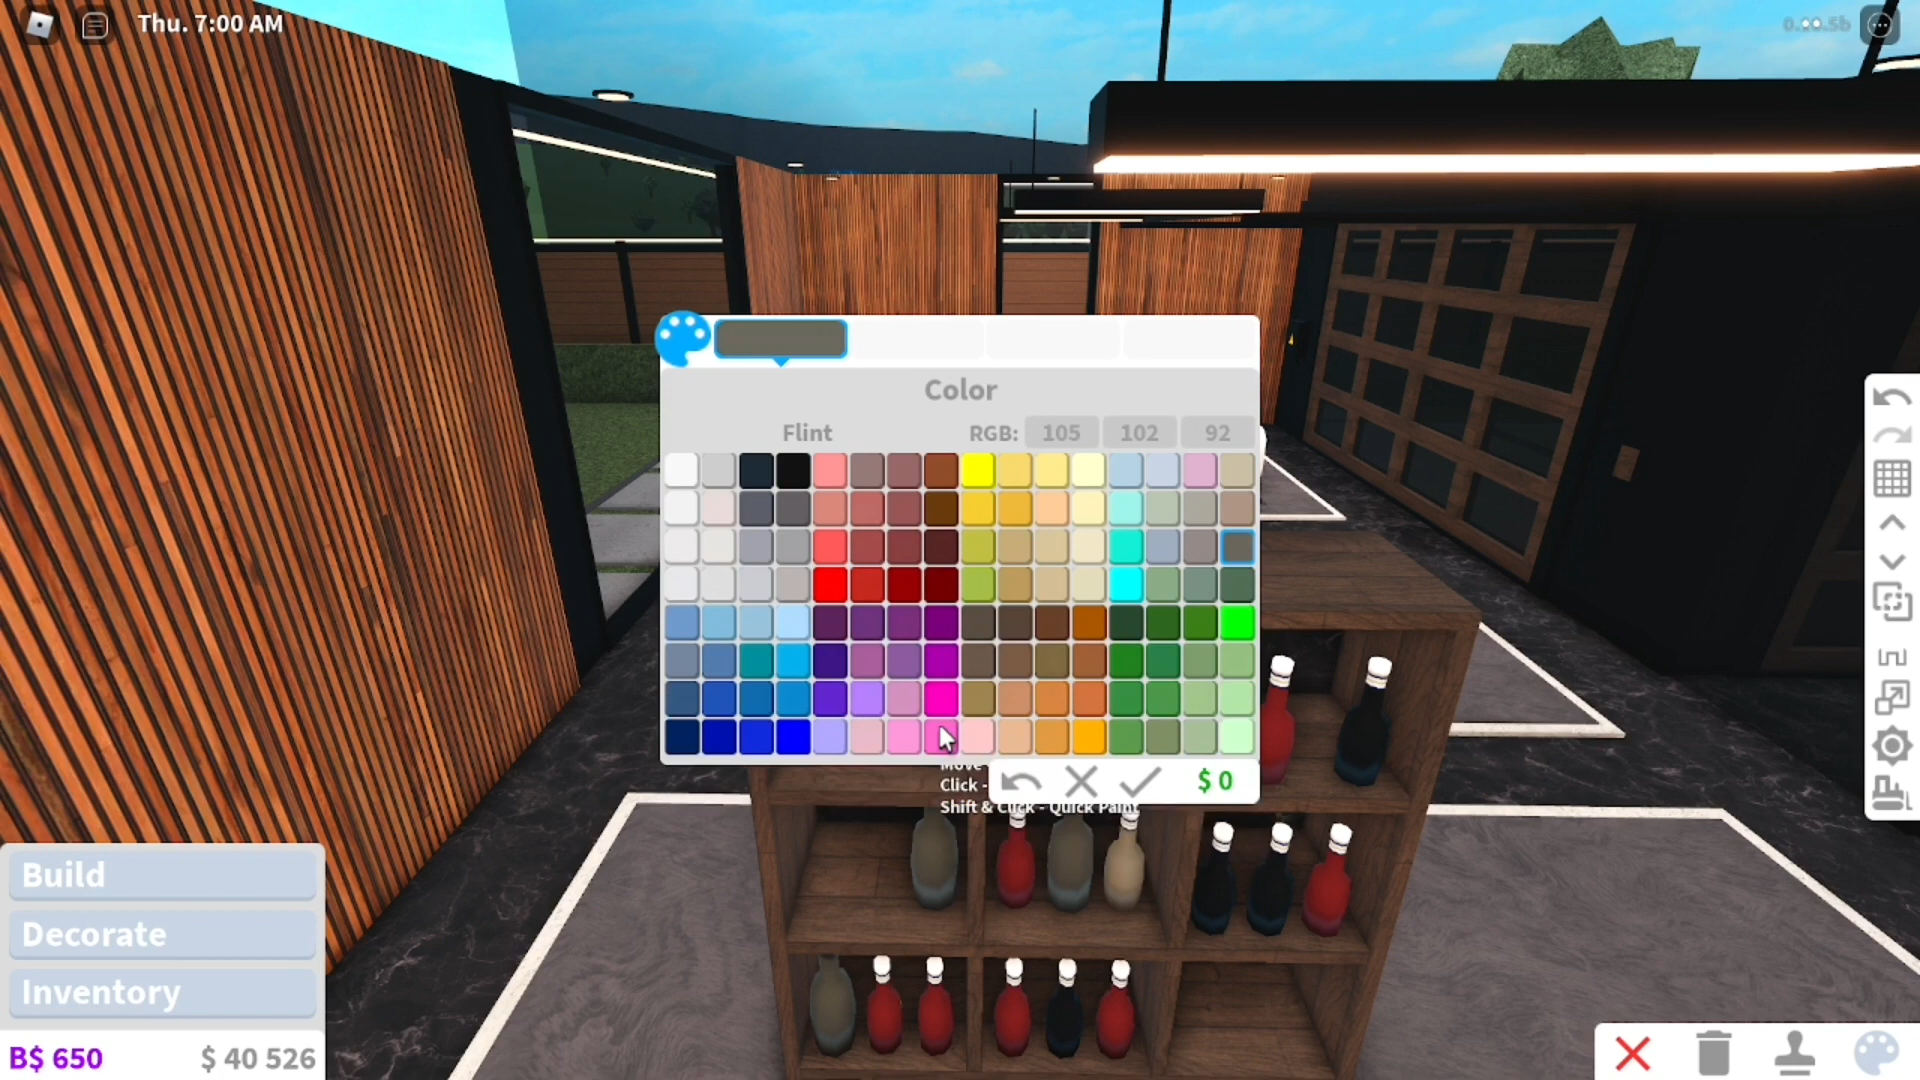 Thu. 7:00 AM
Color
Flint
RGB: 105 102 92
Click -
Shift & Click - Quick Paint
$ 0
Build
Decorate
Inventory
B$ 650
$ 40 526